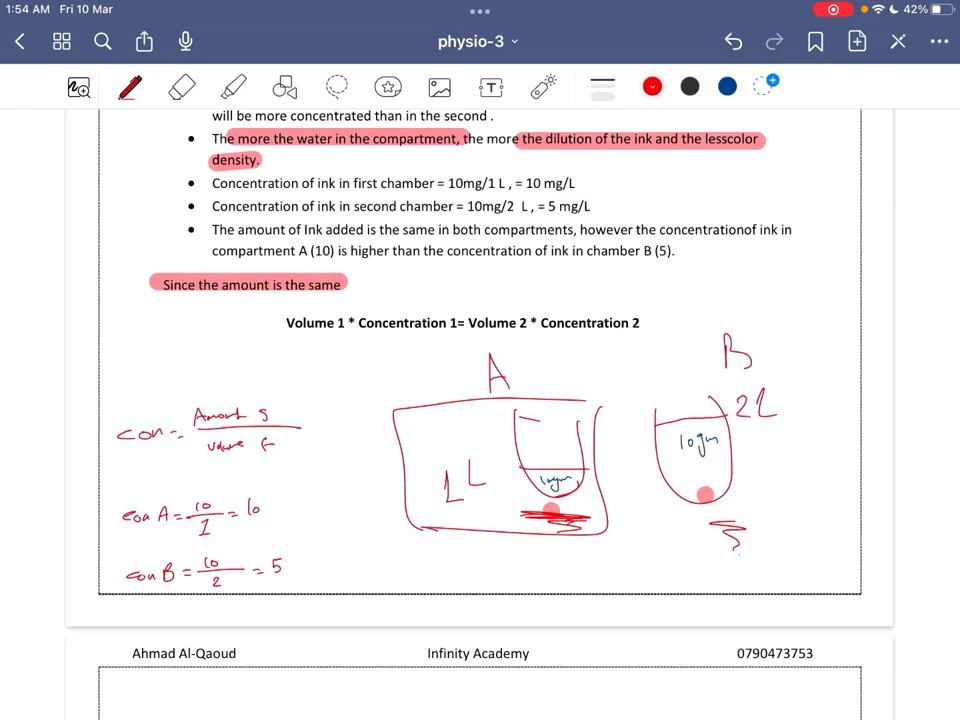 1:54 AM Fri 10 Mar
42%
physio-3
T
will be more concentrated than in the second .
• The more the water in the compartment, the more the dilution of the ink and the lesscolor
density.
• Concentration of ink in first chamber = 10mg/1 L , = 10 mg/L
• Concentration of ink in second chamber = 10mg/2 L , = 5 mg/L
• The amount of Ink added is the same in both compartments, however the concentrationof ink in
compartment A (10) is higher than the concentration of ink in chamber B (5).
Since the amount is the same
Volume 1 * Concentration 1= Volume 2 * Concentration 2
A
B
2L
10gm
1L
10gm
con = Amount
volume
con A = 10/1 = 10
con B = 10/2 = 5
Ahmad Al-Qaoud Infinity Academy 0790473753